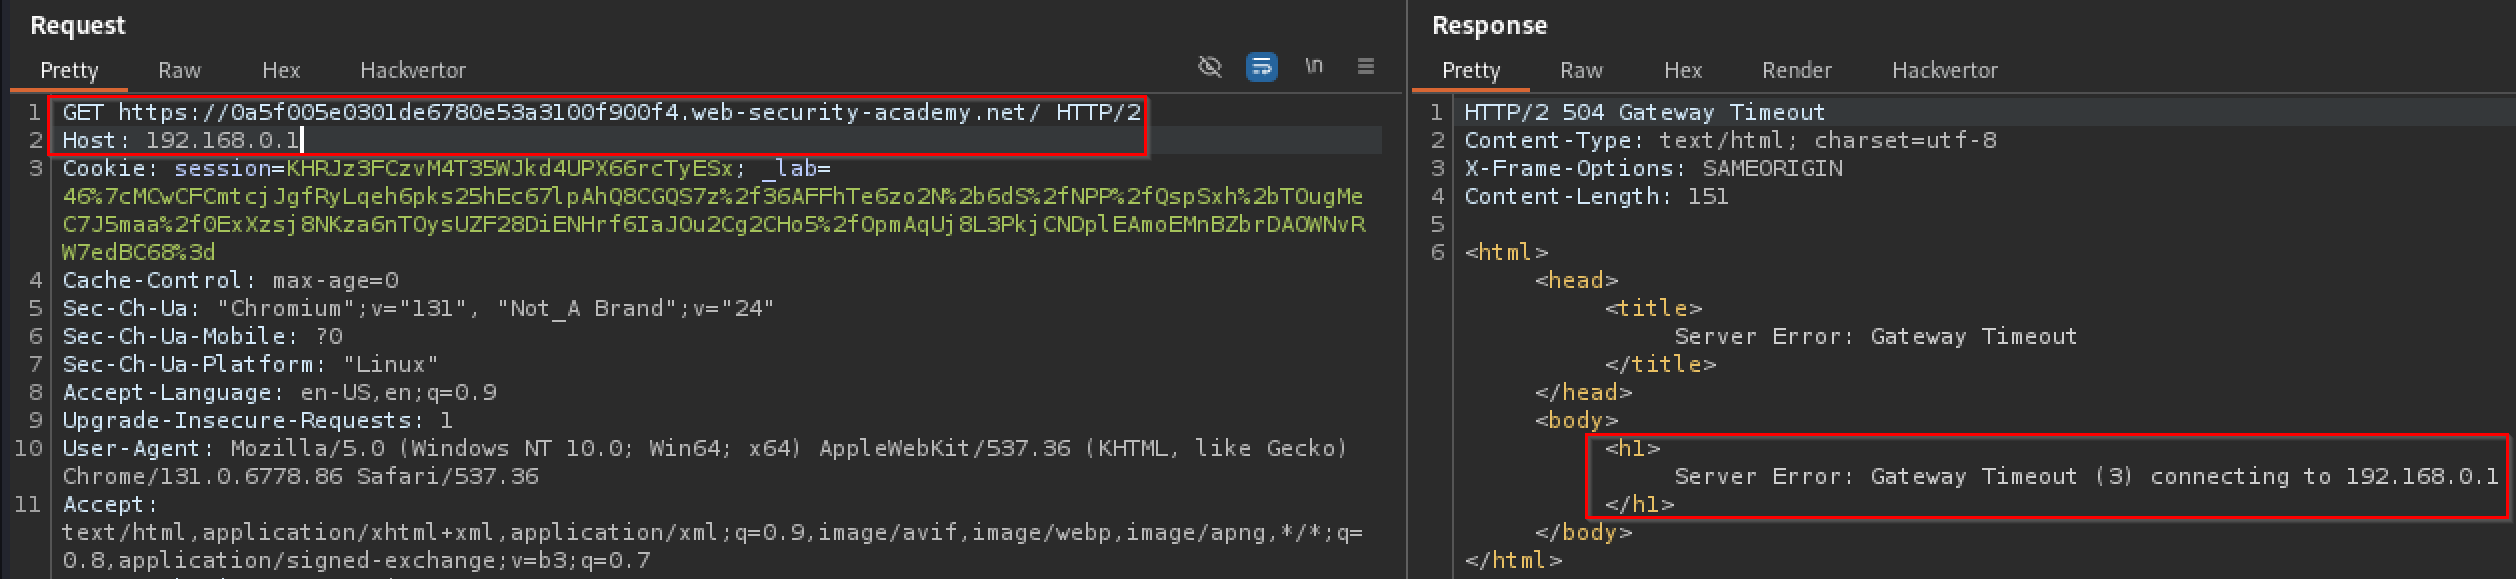 Request
Pretty Raw Hex Hackvertor \n
1 GET https://0a5f005e0301de6780e53a3100f900f4.web-security-academy.net/ HTTP/2
2 Host: 192.168.0.1
3 Cookie: session=KHRJz3FCzvM4T35WJkd4UPX66rcTyESx; _lab=
46%7cMCwCFCmtcjJgfRyLqeh6pks25hEc67lpAhQ8CGQS7z%2f36AFFhTe6zo2N%2b6dS%2fNPP%2fQspSxh%2bTOugMe
C7J5maa%2f0ExXzsj8NKza6nTOysUZF28DiENHrf6IaJOu2Cg2CHo5%2fOpmAqUj8L3PkjCNDplEAmoEMnBZbrDAOWNvR
W7edBC68%3d
4 Cache-Control: max-age=0
5 Sec-Ch-Ua: "Chromium";v="131", "Not_A Brand";v="24"
6 Sec-Ch-Ua-Mobile: ?0
7 Sec-Ch-Ua-Platform: "Linux"
8 Accept-Language: en-US,en;q=0.9
9 Upgrade-Insecure-Requests: 1
10 User-Agent: Mozilla/5.0 (Windows NT 10.0; Win64; x64) AppleWebKit/537.36 (KHTML, like Gecko)
Chrome/131.0.6778.86 Safari/537.36
11 Accept:
text/html,application/xhtml+xml,application/xml;q=0.9,image/avif,image/webp,image/apng,*/*;q=
0.8,application/signed-exchange;v=b3;q=0.7
Response
Pretty Raw Hex Render Hackvertor
1 HTTP/2 504 Gateway Timeout
2 Content-Type: text/html; charset=utf-8
3 X-Frame-Options: SAMEORIGIN
4 Content-Length: 151
5
6 <html>
<head>
<title>
Server Error: Gateway Timeout
</title>
</head>
<body>
<h1>
Server Error: Gateway Timeout (3) connecting to 192.168.0.1
</h1>
</body>
</html>